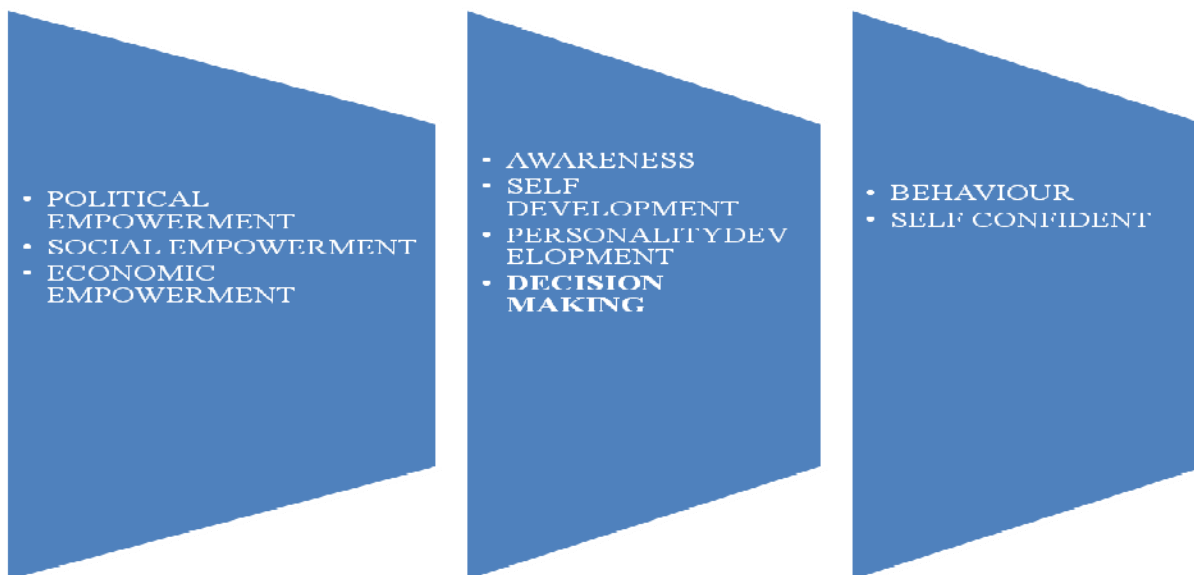 • POLITICAL
EMPOWERMENT
• SOCIAL EMPOWERMENT
• ECONOMIC
EMPOWERMENT
• AWARENESS
• SELF
DEVELOPMENT
• PERSONALITYDEV
ELOPMENT
• DECISION
MAKING
• BEHAVIOUR
• SELF CONFIDENT